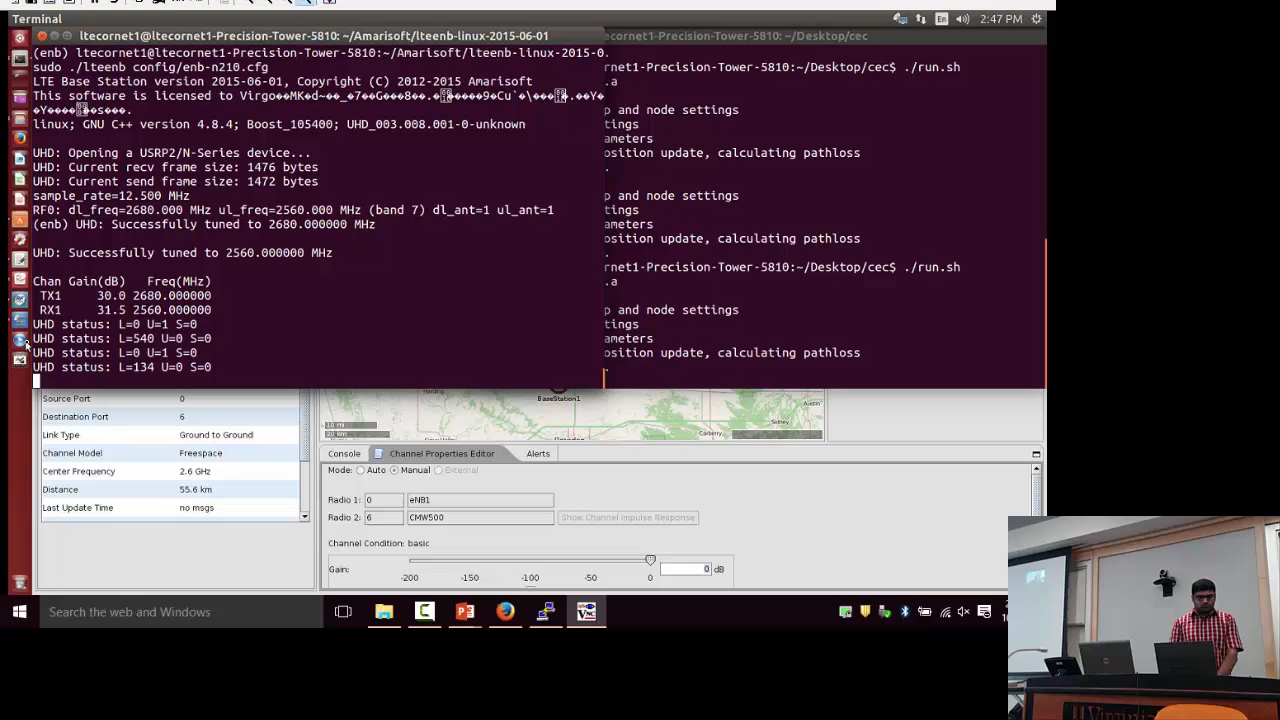 Terminal
En
2:47 PM
ltecornet1@ltecornet1-Precision-Tower-5810: ~/Amarisoft/lteenb-linux-2015-06-01
cornet1-Precision-Tower-5810: ~/Desktop/cec
(enb) ltecornet1@ltecornet1-Precision-Tower-5810:~/Amarisoft/lteenb-linux-2015-0.
sudo ./lteenb config/enb-n210.cfg
LTE Base Station version 2015-06-01, Copyright (C) 2012-2015 Amarisoft
This software is licensed to Virgo
linux; GNU C++ version 4.8.4; Boost_105400; UHD_003.008.001-0-unknown
UHD: Opening a USRP2/N-Series device...
UHD: Current recv frame size: 1476 bytes
UHD: Current send frame size: 1472 bytes
sample_rate=12.500 MHz
RF0: dl_freq=2680.000 MHz ul_freq=2560.000 MHz (band 7) dl_ant=1 ul_ant=1
(enb) UHD: Successfully tuned to 2680.000000 MHz
UHD: Successfully tuned to 2560.000000 MHz
Chan Gain(dB) Freq(MHz)
TX1 30.0 2680.000000
RX1 31.5 2560.000000
UHD status: L=0 U=1 S=0
UHD status: L=540 U=0 S=0
UHD status: L=0 U=1 S=0
UHD status: L=134 U=0 S=0
rnet1-Precision-Tower-5810:~/Desktop/cec$ ./run.sh
.a
p and node settings
tings
ameters
osition update, calculating pathloss
.
p and node settings
tings
ameters
osition update, calculating pathloss
.
rnet1-Precision-Tower-5810:~/Desktop/cec$ ./run.sh
.a
p and node settings
tings
ameters
osition update, calculating pathloss
.
Source Port 0
Destination Port 6
Link Type Ground to Ground
Channel Model Freespace
Center Frequency 2.6 GHz
Distance 55.6 km
Last Update Time no msgs
BaseStation1
Austin
Sidney
Carberry
Console Channel Properties Editor Alerts
Mode: Auto Manual External
Radio 1: 0 eNB1
Radio 2: 6 CMW500 Show Channel Impulse Response
Channel Condition: basic
Gain: 0 dB
-200 -150 -100 -50 0
Search the web and Windows